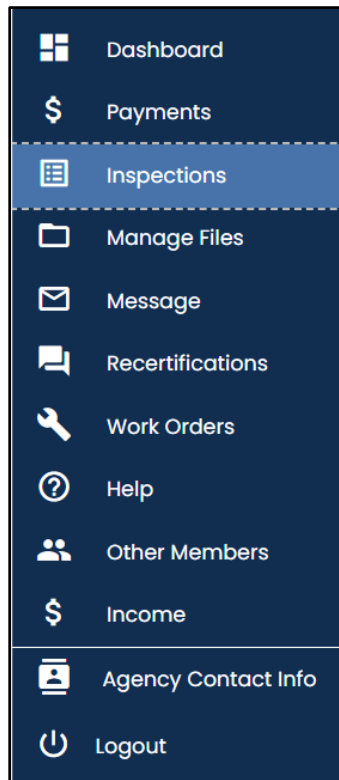 Dashboard
Payments
Inspections
Manage Files
Message
Recertifications
Work Orders
Help
Other Members
Income
Agency Contact Info
Logout